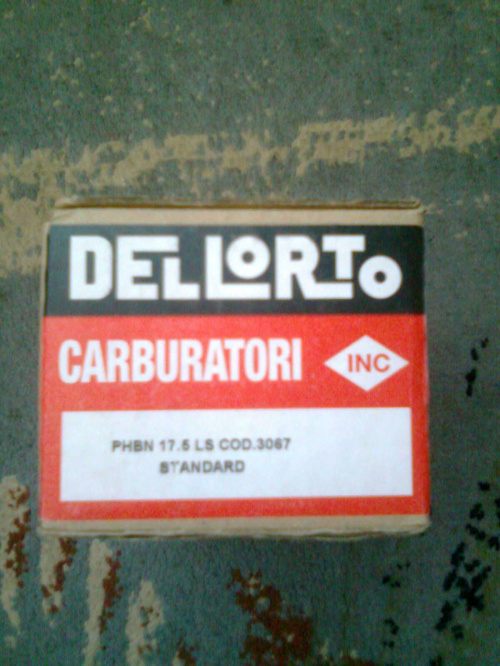 DELLORTO
CARBURATORI
INC
PHBN 17.5 LS COD.3067
STANDARD